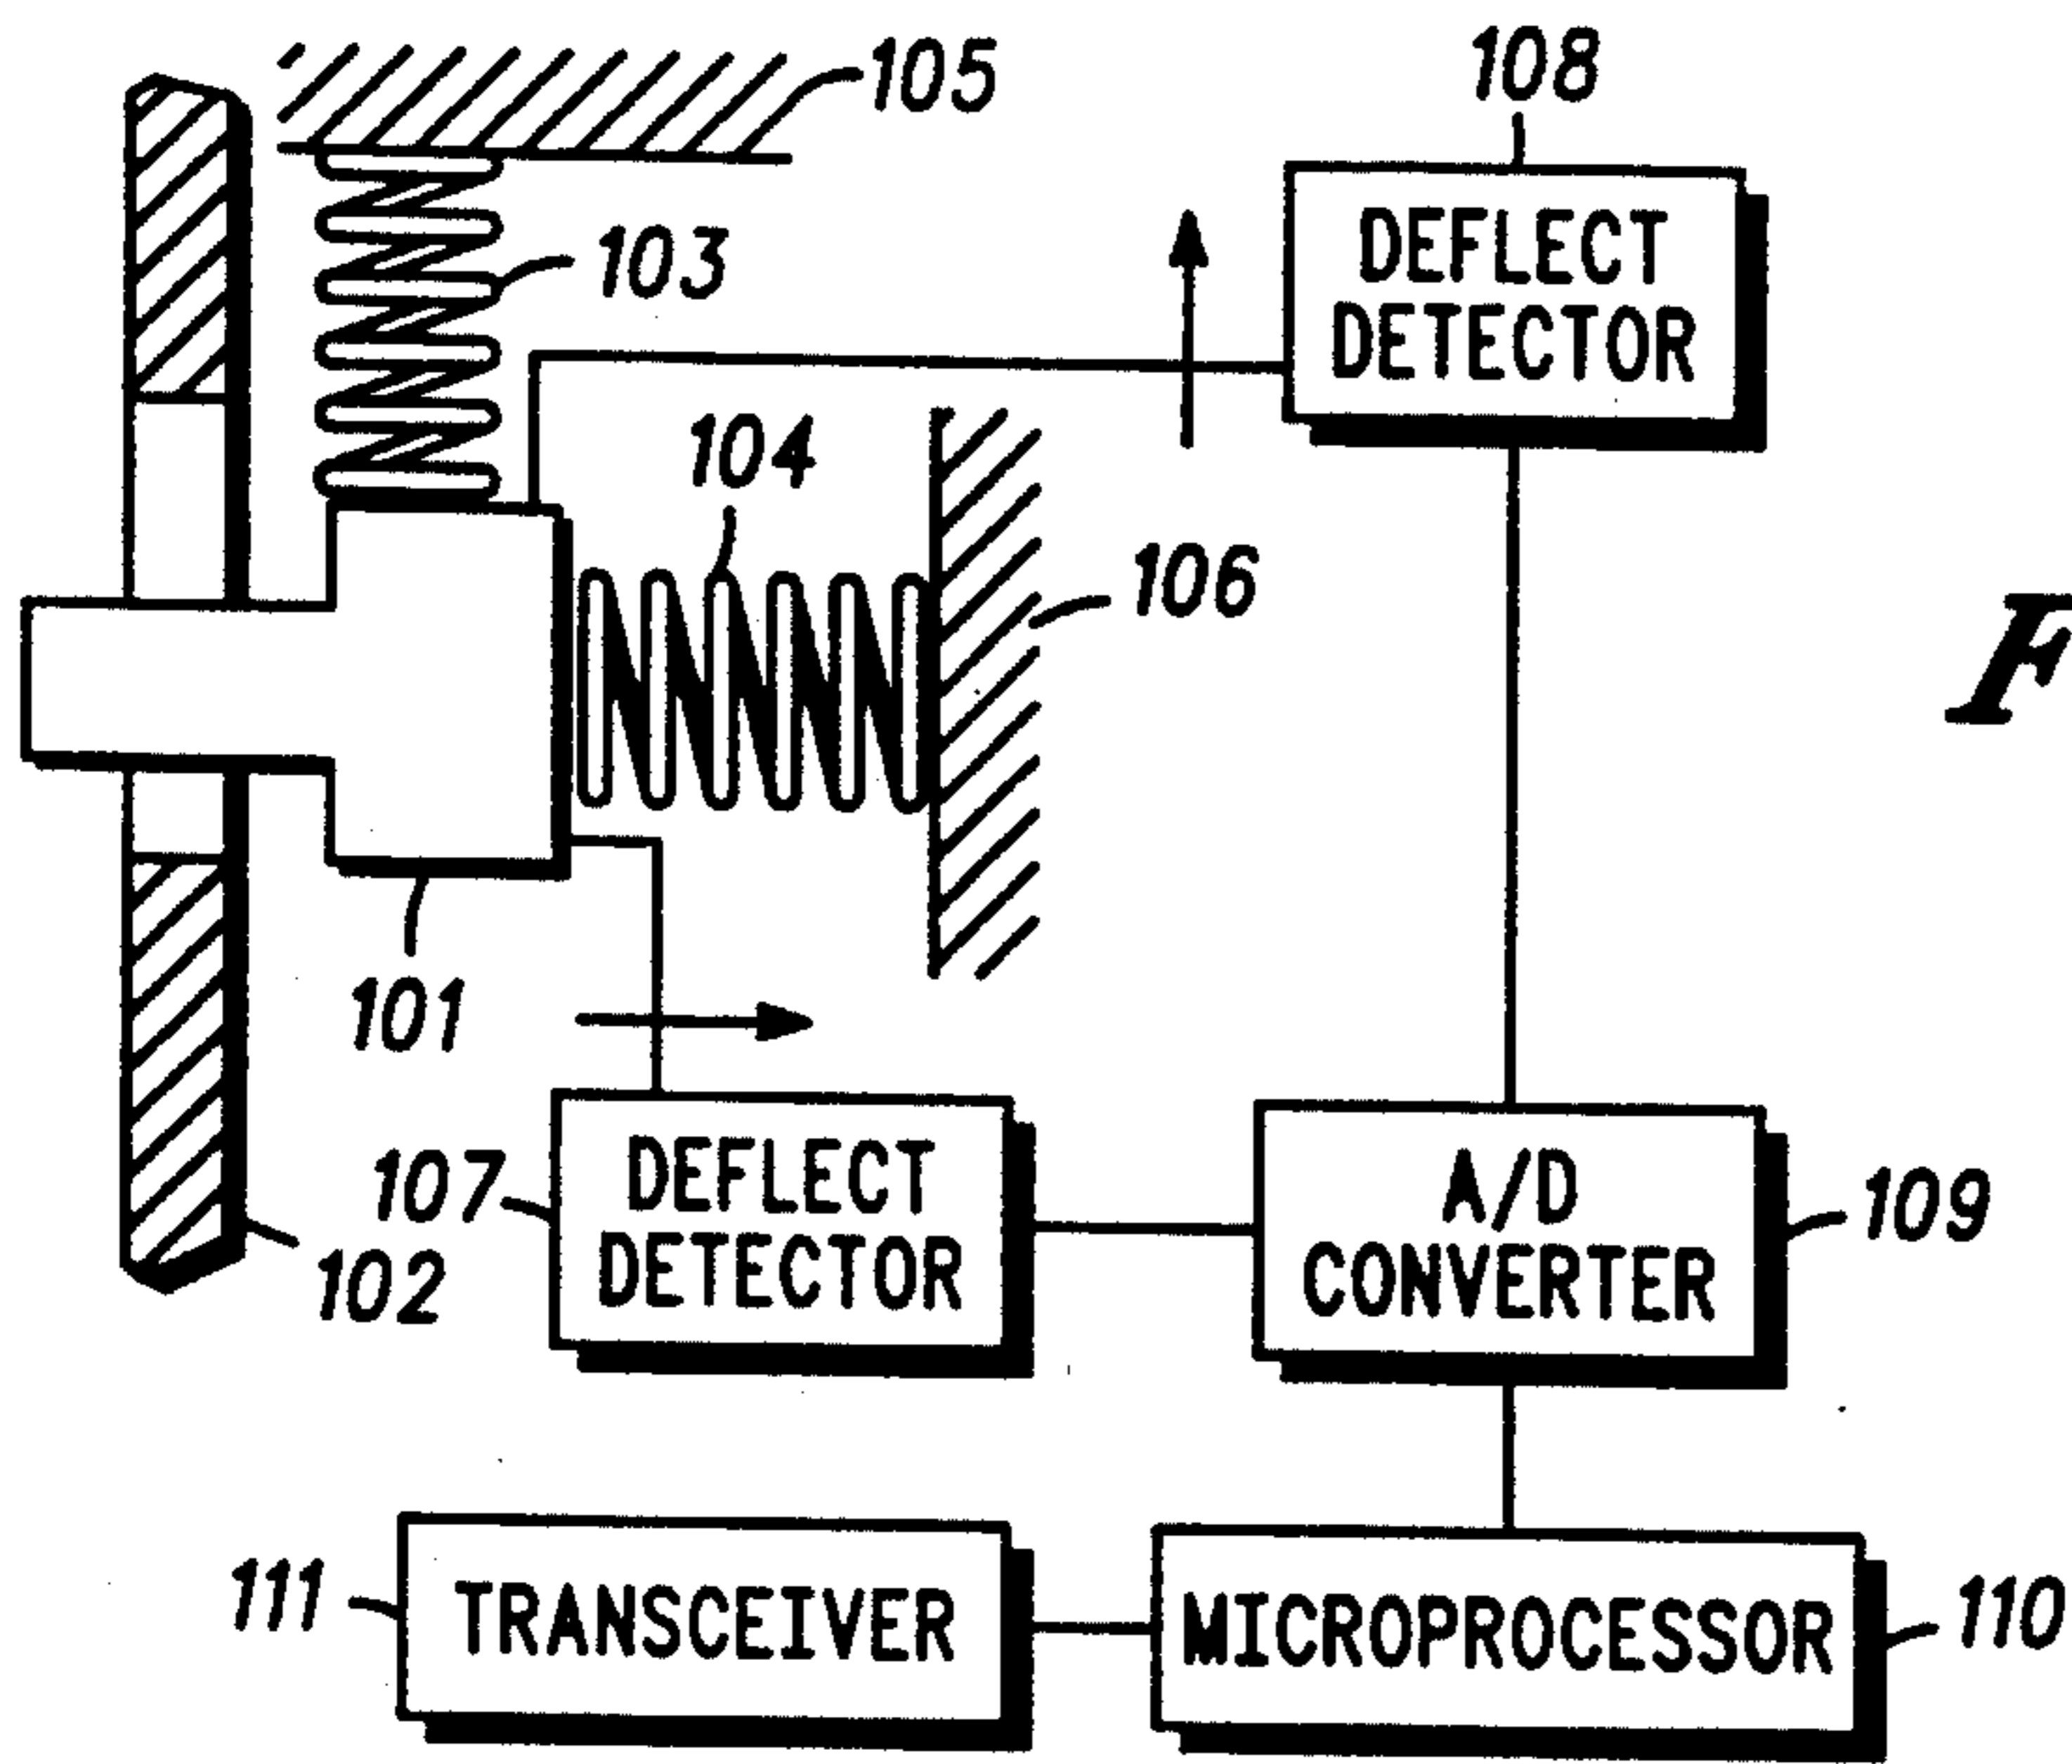 105
108
DEFLECT
DETECTOR
103
104
106
F
101
107
DEFLECT
DETECTOR
A/D
CONVERTER
109
102
111
TRANSCEIVER
MICROPROCESSOR
110